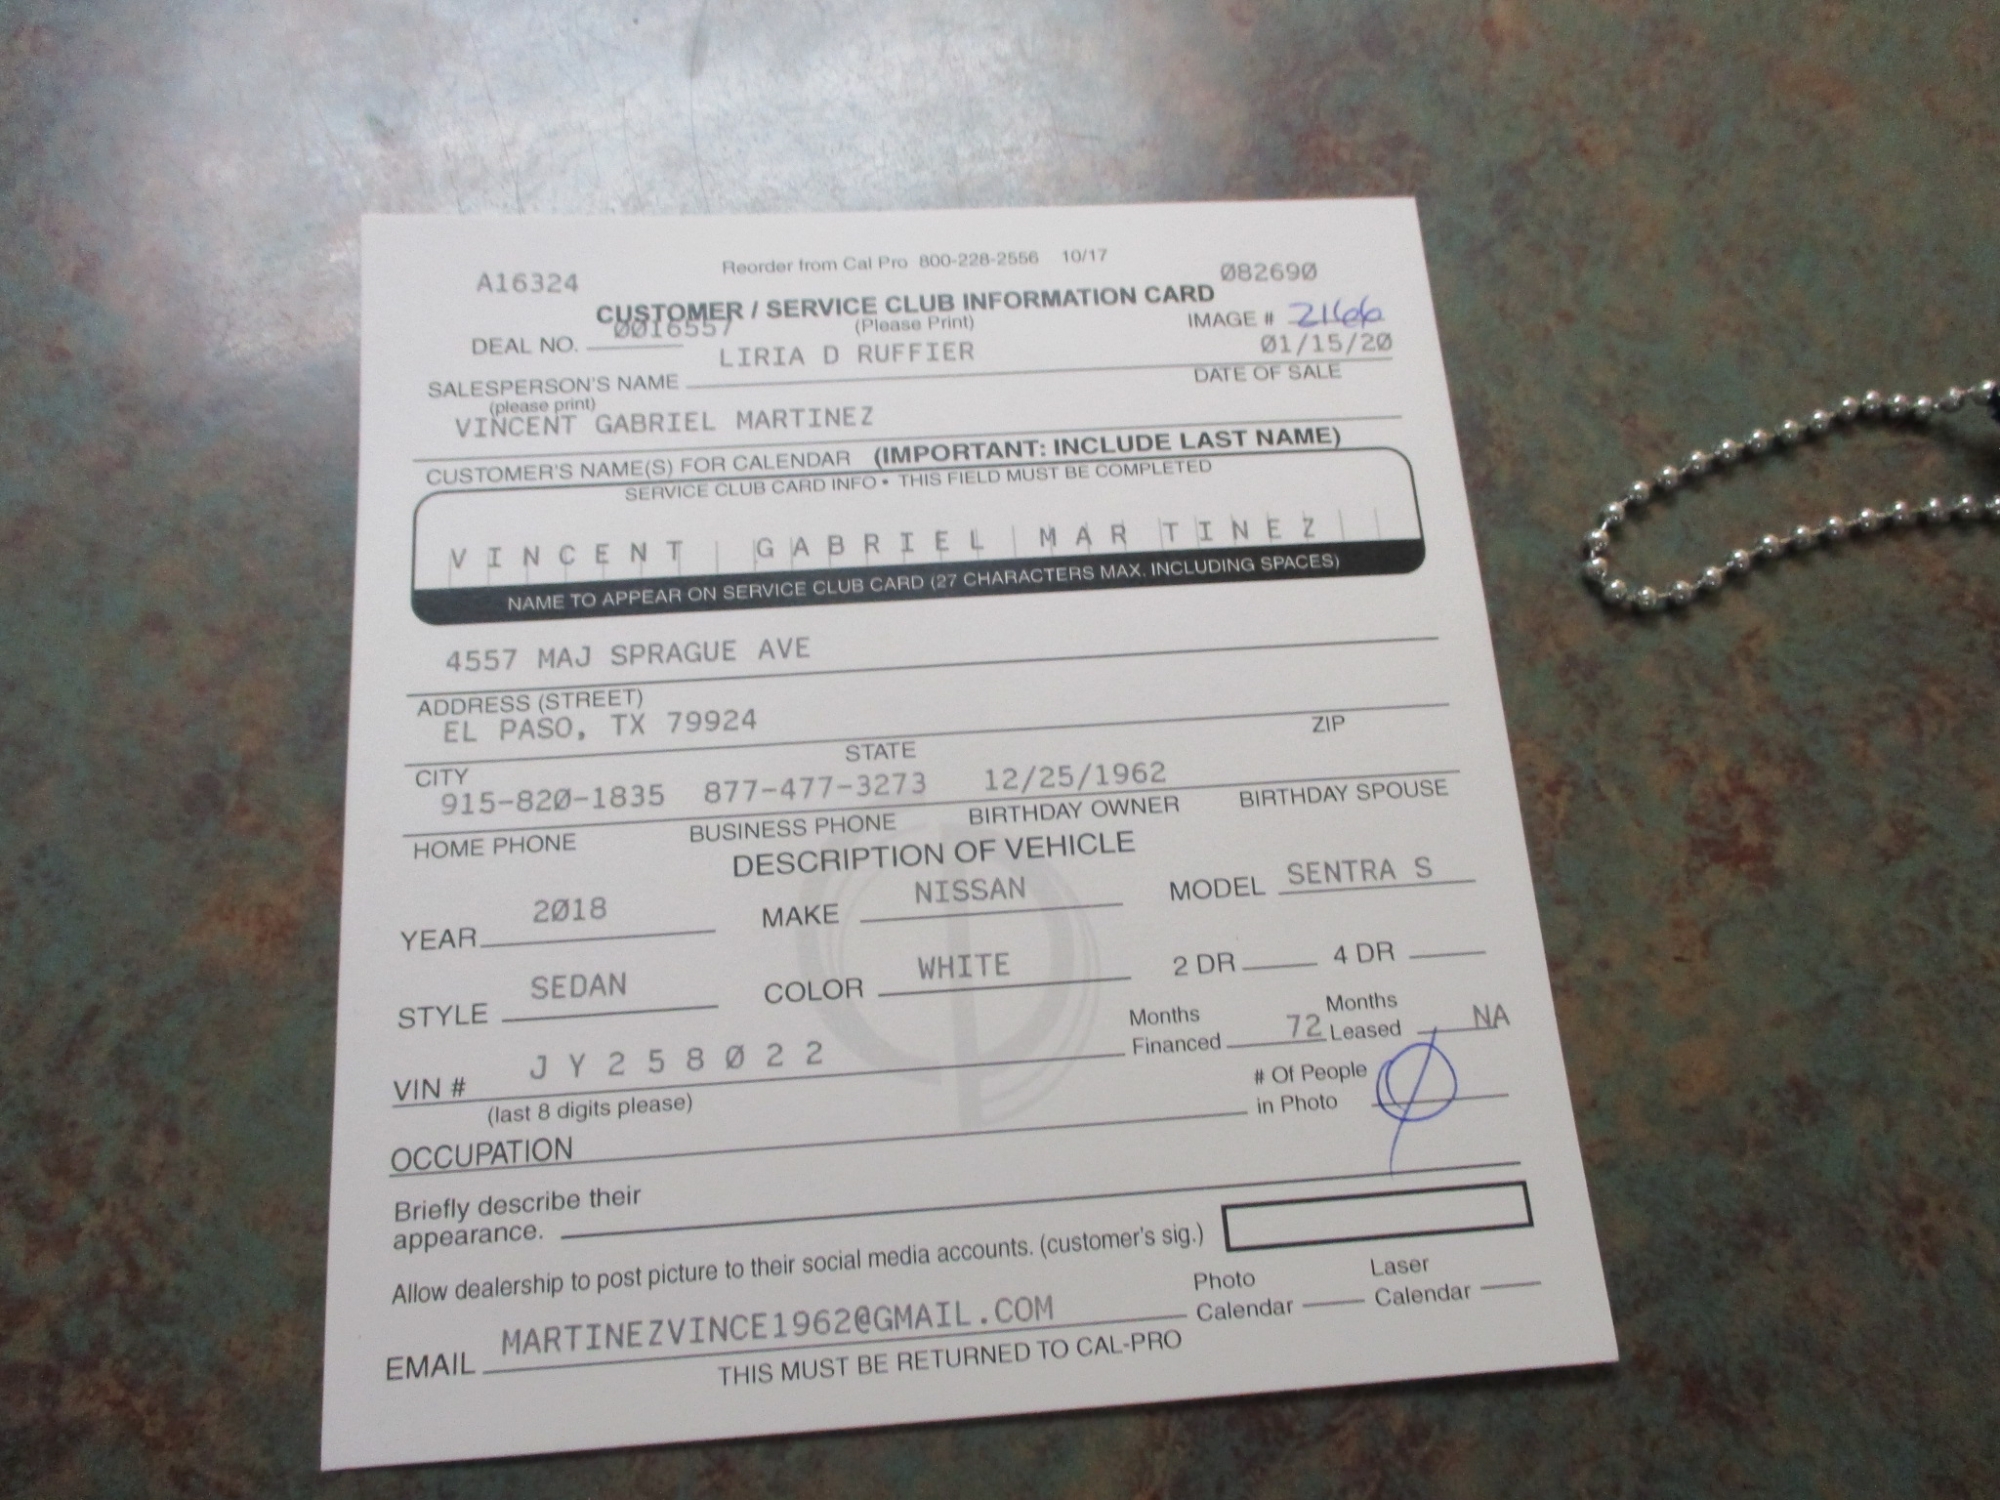 Reorder from Cal Pro 800-228-2556 10/17
A16324 082690
CUSTOMER / SERVICE CLUB INFORMATION CARD
(Please Print)
DEAL NO. 0016557 IMAGE # 2166
LIRIA D RUFFIER 01/15/20
SALESPERSON'S NAME DATE OF SALE
(please print)
VINCENT GABRIEL MARTINEZ
CUSTOMER'S NAME(S) FOR CALENDAR (IMPORTANT: INCLUDE LAST NAME)
SERVICE CLUB CARD INFO • THIS FIELD MUST BE COMPLETED
VINCENT GABRIEL MARTINEZ
NAME TO APPEAR ON SERVICE CLUB CARD (27 CHARACTERS MAX. INCLUDING SPACES)
4557 MAJ SPRAGUE AVE
ADDRESS (STREET)
EL PASO, TX 79924
CITY STATE ZIP
915-820-1835 877-477-3273 12/25/1962
HOME PHONE BUSINESS PHONE BIRTHDAY OWNER BIRTHDAY SPOUSE
DESCRIPTION OF VEHICLE
YEAR 2018 MAKE NISSAN MODEL SENTRA S
STYLE SEDAN COLOR WHITE 2 DR 4 DR
VIN # JY258022 Months Financed 72 Months Leased NA
(last 8 digits please)
# Of People in Photo
OCCUPATION
Briefly describe their
appearance.
Allow dealership to post picture to their social media accounts. (customer's sig.)
EMAIL MARTINEZVINCE1962@GMAIL.COM Photo Calendar Laser Calendar
THIS MUST BE RETURNED TO CAL-PRO